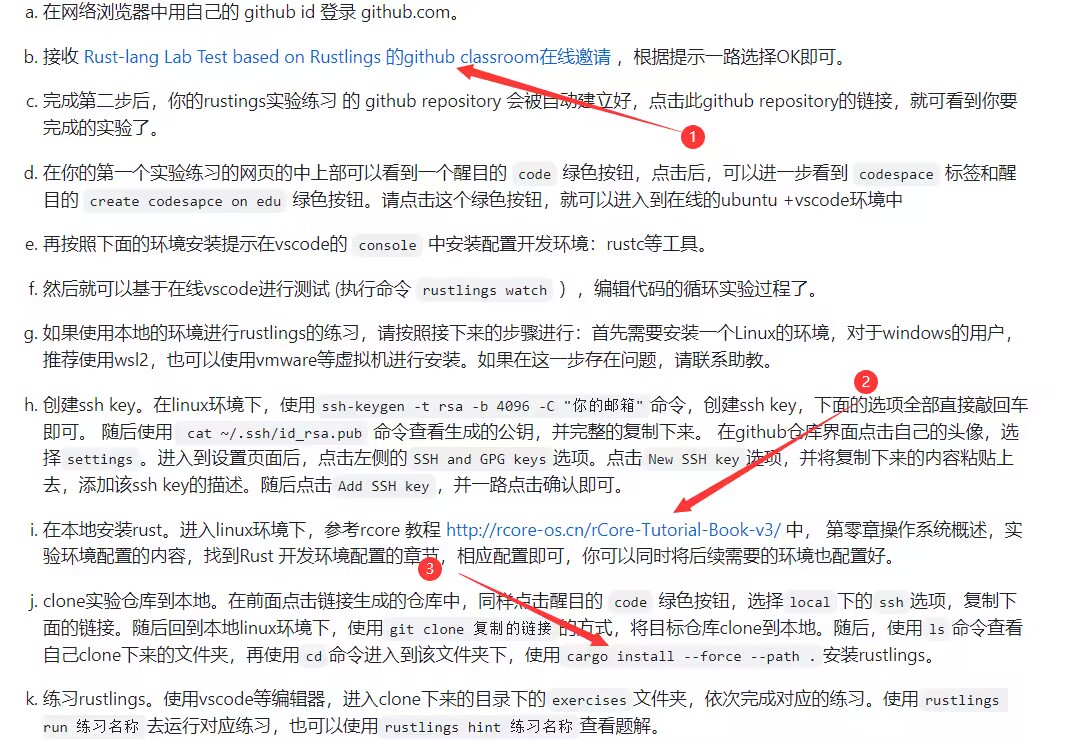 a. 在网络浏览器中用自己的 github id 登录 github.com。
b. 接收 Rust-lang Lab Test based on Rustlings 的github classroom在线邀请 ，根据提示一路选择OK即可。
1
c. 完成第二步后，你的rustings实验练习 的 github repository 会被自动建立好，点击此github repository的链接，就可看到你要
完成的实验了。
d. 在你的第一个实验练习的网页的中上部可以看到一个醒目的 code 绿色按钮，点击后，可以进一步看到 codespace 标签和醒
目的 create codesapce on edu 绿色按钮。请点击这个绿色按钮，就可以进入到在线的ubuntu +vscode环境中
e. 再按照下面的环境安装提示在vscode的 console 中安装配置开发环境：rustc等工具。
f. 然后就可以基于在线vscode进行测试 (执行命令 rustlings watch ），编辑代码的循环实验过程了。
g. 如果使用本地的环境进行rustlings的练习，请按照接下来的步骤进行：首先需要安装一个Linux的环境，对于windows的用户，
推荐使用wsl2，也可以使用vmware等虚拟机进行安装。如果在这一步存在问题，请联系助教。
2
h. 创建ssh key。在linux环境下，使用 ssh-keygen -t rsa -b 4096 -C "你的邮箱" 命令，创建ssh key，下面的选项全部直接敲回车
即可。 随后使用 cat ~/.ssh/id_rsa.pub 命令查看生成的公钥，并完整的复制下来。 在github仓库界面点击自己的头像，选
择 settings 。进入到设置页面后，点击左侧的 SSH and GPG keys 选项。点击 New SSH key 选项，并将复制下来的内容粘贴上
去，添加该ssh key的描述。随后点击 Add SSH key ，并一路点击确认即可。
i. 在本地安装rust。进入linux环境下，参考rcore 教程 http://rcore-os.cn/rCore-Tutorial-Book-v3/ 中， 第零章操作系统概述，实
验环境配置的内容，找到Rust 开发环境配置的章节，相应配置即可，你可以同时将后续需要的环境也配置好。
3
j. clone实验仓库到本地。在前面点击链接生成的仓库中，同样点击醒目的 code 绿色按钮，选择 local 下的 ssh 选项，复制下
面的链接。随后回到本地linux环境下，使用 git clone 复制的链接 的方式，将目标仓库clone到本地。随后，使用 ls 命令查看
自己clone下来的文件夹，再使用 cd 命令进入到该文件夹下，使用 cargo install --force --path . 安装rustlings。
k. 练习rustlings。使用vscode等编辑器，进入clone下来的目录下的 exercises 文件夹，依次完成对应的练习。使用 rustlings
run 练习名称 去运行对应练习，也可以使用 rustlings hint 练习名称 查看题解。